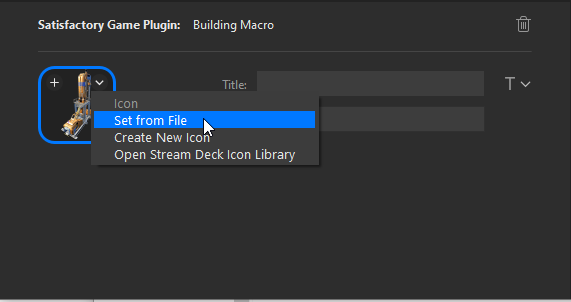 Satisfactory Game Plugin: Building Macro
Title:
T
Icon
Set from File
Create New Icon
Open Stream Deck Icon Library